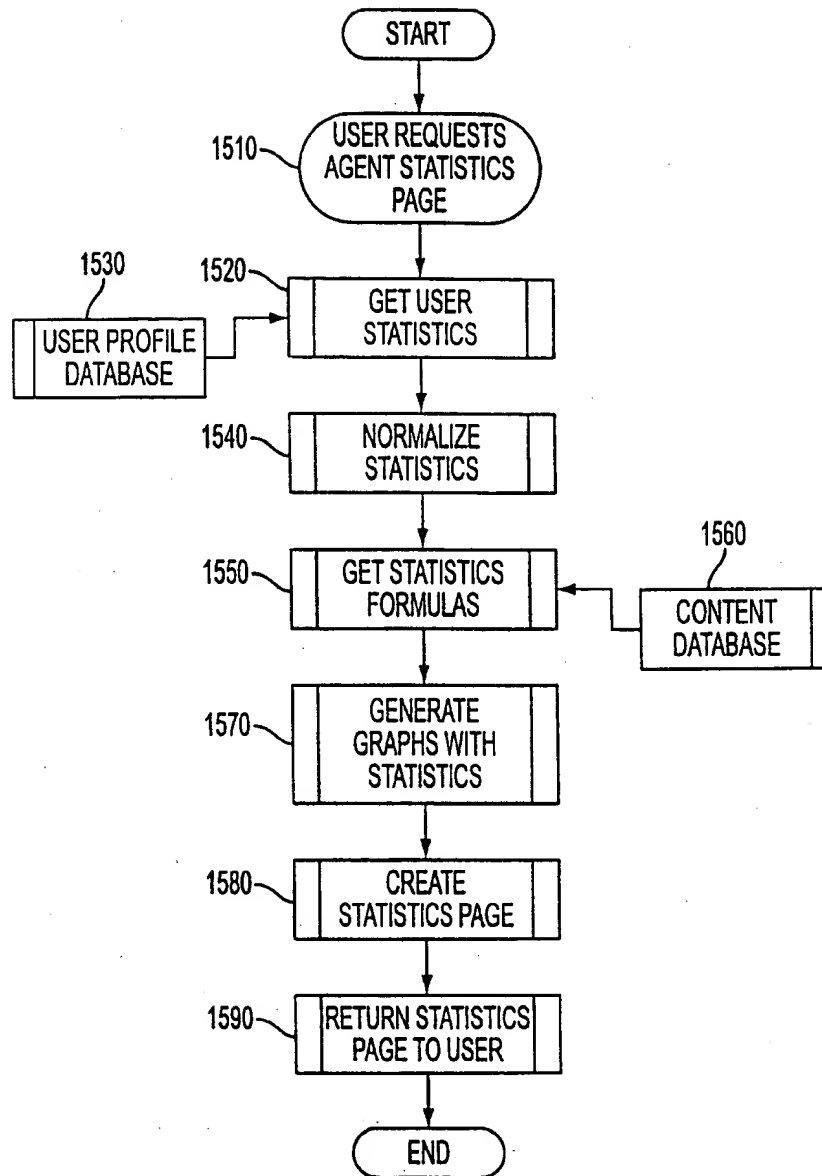 START
1510
USER REQUESTS
AGENT STATISTICS
PAGE
1530
USER PROFILE
DATABASE
1520
GET USER
STATISTICS
1540
NORMALIZE
STATISTICS
1550
GET STATISTICS
FORMULAS
1560
CONTENT
DATABASE
1570
GENERATE
GRAPHS WITH
STATISTICS
1580
CREATE
STATISTICS PAGE
1590
RETURN STATISTICS
PAGE TO USER
END